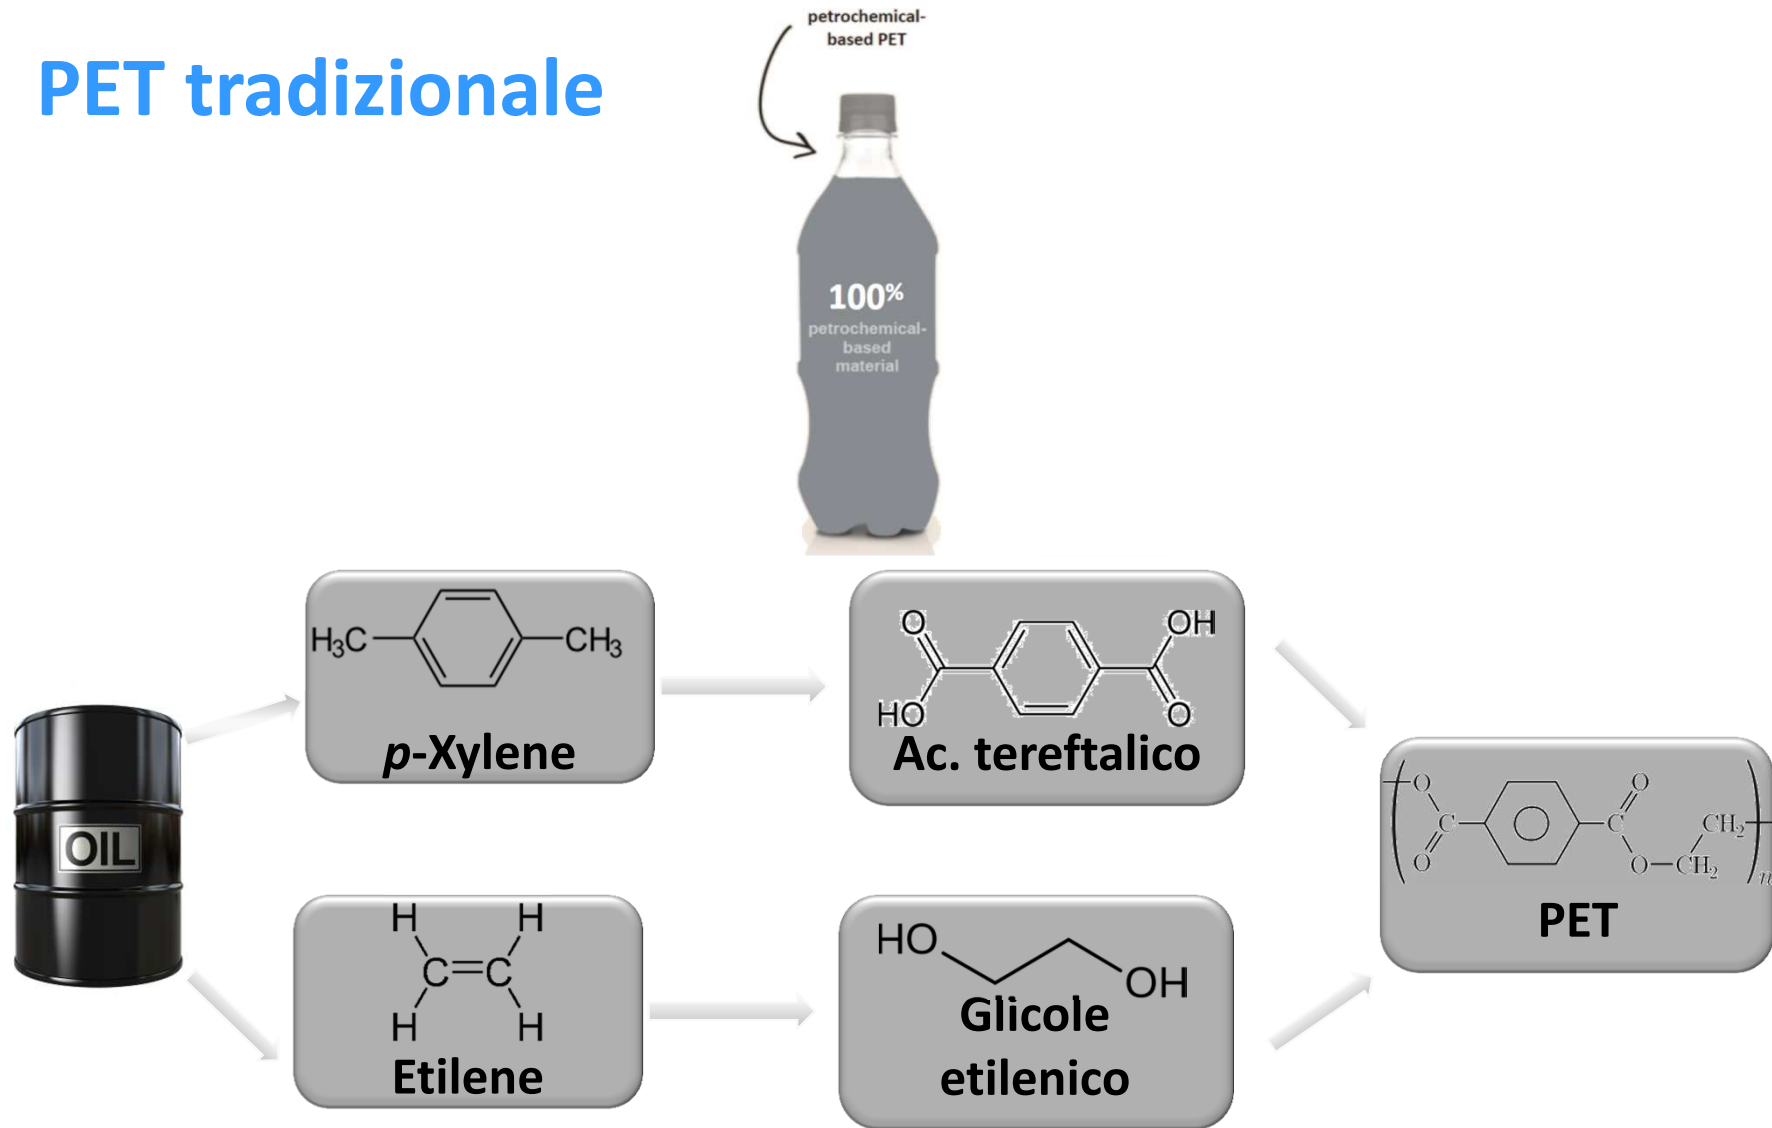 petrochemical-
based PET
PET tradizionale
100%
petrochemical-
based
material
H₃C
CH₃
p-Xylene
O
OH
HO
O
Ac. tereftalico
OIL
O
O
C
C
CH₂
O
O
CH₂
n
PET
H
H
C
C
H
H
Etilene
HO
OH
Glicole
etilenico